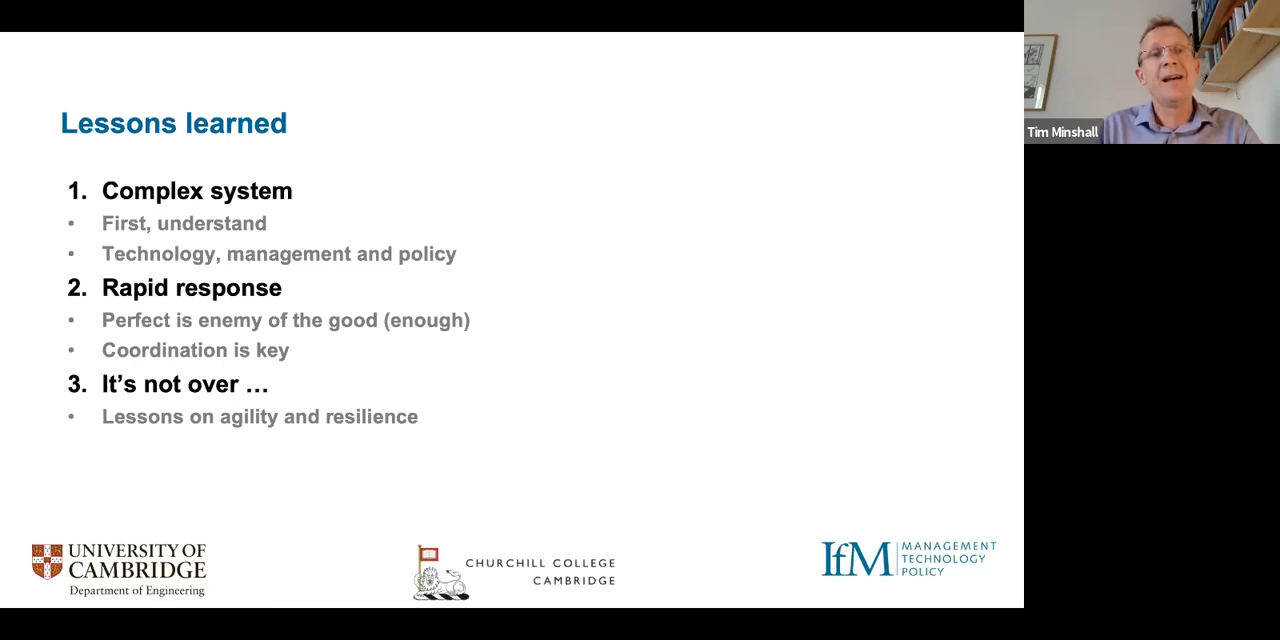 Lessons learned
1. Complex system
• First, understand
• Technology, management and policy
2. Rapid response
• Perfect is enemy of the good (enough)
• Coordination is key
3. It’s not over …
• Lessons on agility and resilience
UNIVERSITY OF
CAMBRIDGE
Department of Engineering
CHURCHILL COLLEGE
CAMBRIDGE
IfM
MANAGEMENT
TECHNOLOGY
POLICY
Tim Minshall